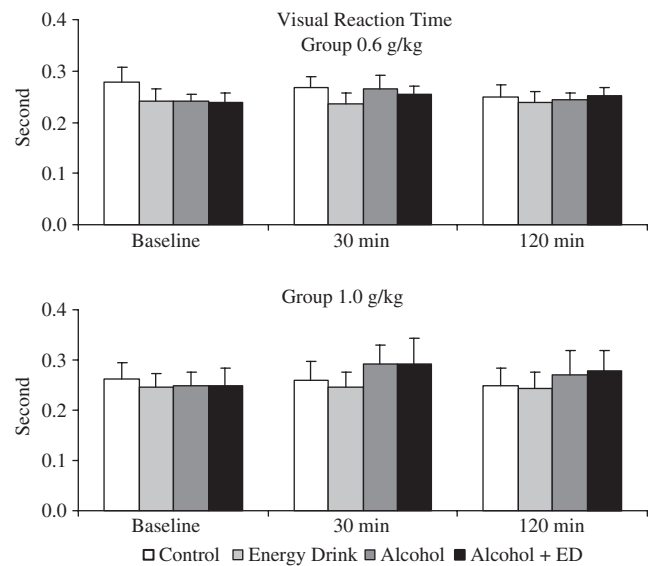 Visual Reaction Time
Group 0.6 g/kg
0.4
0.3
0.2
0.1
0.0
Second
Baseline 30 min 120 min
Group 1.0 g/kg
0.4
0.3
0.2
0.1
0.0
Second
Baseline 30 min 120 min
Control Energy Drink Alcohol Alcohol + ED